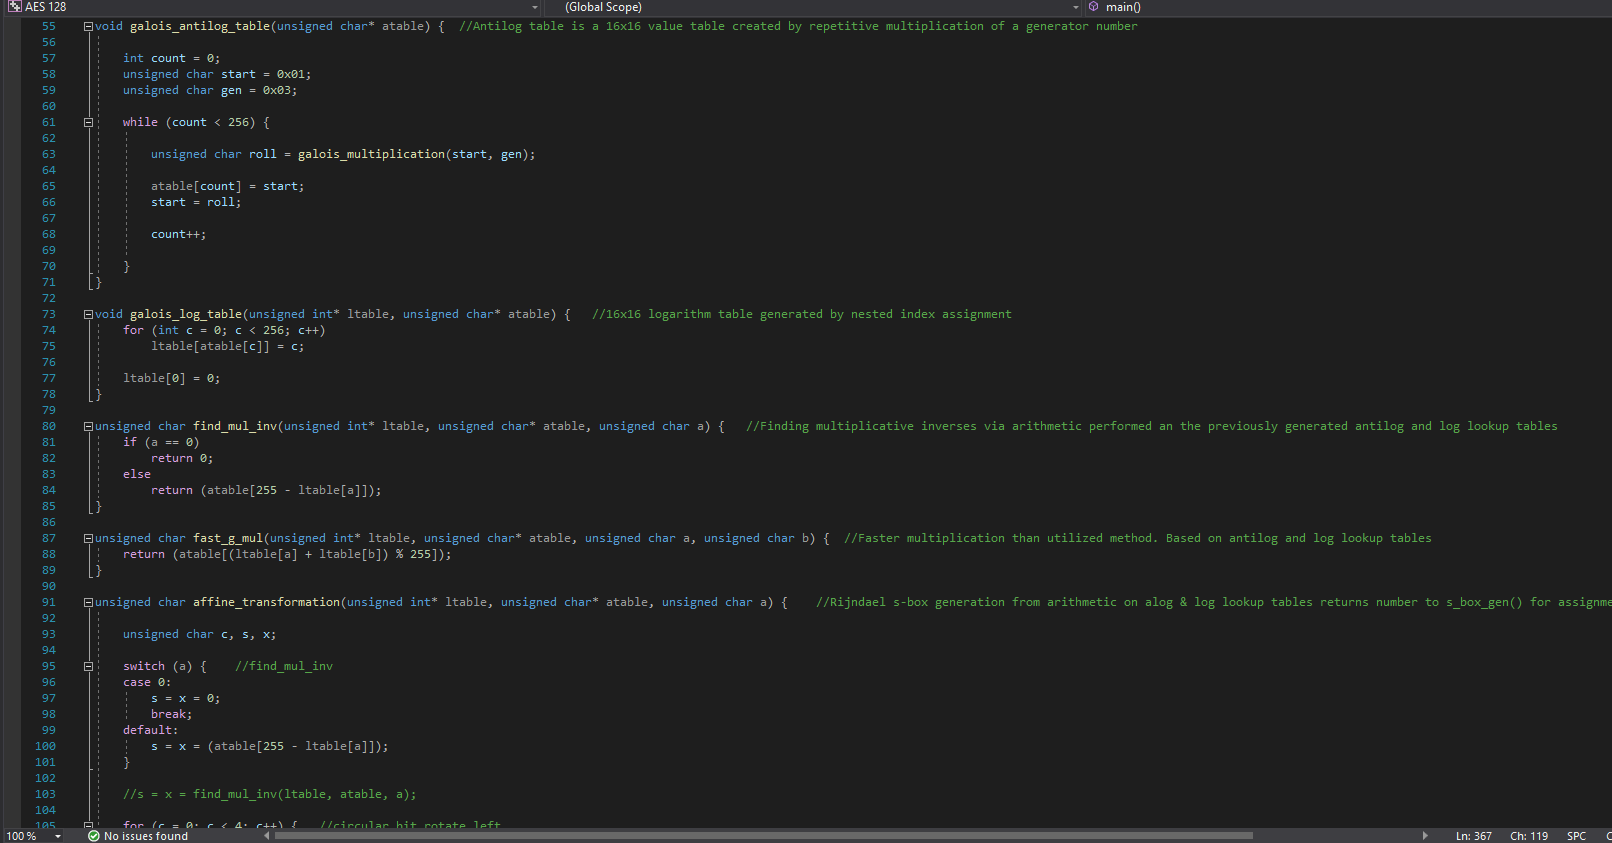 AES 128 (Global Scope) main()
55 void galois_antilog_table(unsigned char* atable) { //Antilog table is a 16x16 value table created by repetitive multiplication of a generator number
56
57 int count = 0;
58 unsigned char start = 0x01;
59 unsigned char gen = 0x03;
60
61 while (count < 256) {
62
63 unsigned char roll = galois_multiplication(start, gen);
64
65 atable[count] = start;
66 start = roll;
67
68 count++;
69
70 }
71 }
72
73 void galois_log_table(unsigned int* ltable, unsigned char* atable) { //16x16 logarithm table generated by nested index assignment
74 for (int c = 0; c < 256; c++)
75 ltable[atable[c]] = c;
76
77 ltable[0] = 0;
78 }
79
80 unsigned char find_mul_inv(unsigned int* ltable, unsigned char* atable, unsigned char a) { //Finding multiplicative inverses via arithmetic performed an the previously generated antilog and log lookup tables
81 if (a == 0)
82 return 0;
83 else
84 return (atable[255 - ltable[a]]);
85 }
86
87 unsigned char fast_g_mul(unsigned int* ltable, unsigned char* atable, unsigned char a, unsigned char b) { //Faster multiplication than utilized method. Based on antilog and log lookup tables
88 return (atable[(ltable[a] + ltable[b]) % 255]);
89 }
90
91 unsigned char affine_transformation(unsigned int* ltable, unsigned char* atable, unsigned char a) { //Rijndael s-box generation from arithmetic on alog & log lookup tables returns number to s_box_gen() for assignme
92
93 unsigned char c, s, x;
94
95 switch (a) { //find_mul_inv
96 case 0:
97 s = x = 0;
98 break;
99 default:
100 s = x = (atable[255 - ltable[a]]);
101 }
102
103 //s = x = find_mul_inv(ltable, atable, a);
104
105 for (c = 0; c < 4; c++) { //circular bit rotate left
100 % No issues found Ln: 367 Ch: 119 SPC